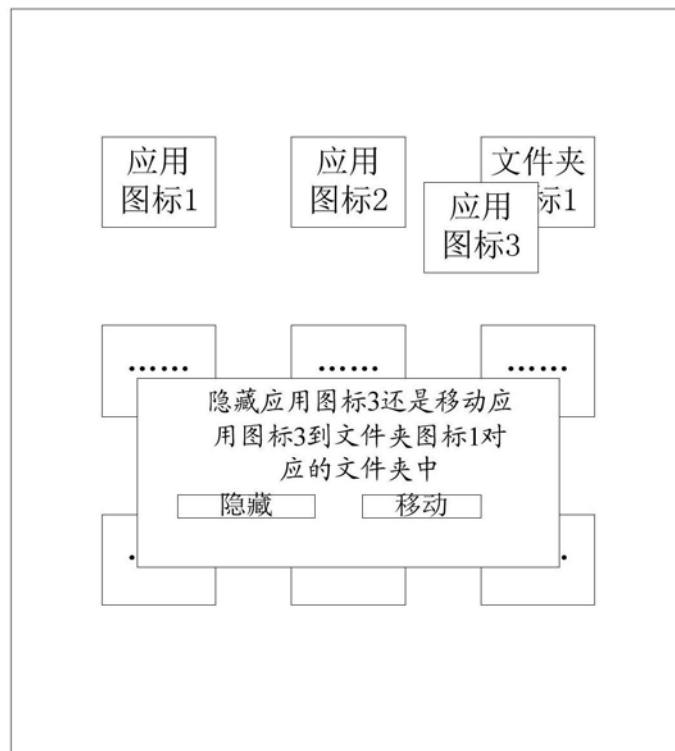 应用
图标1
应用
图标2
文件夹
标1
应用
图标3
……
……
……
隐藏应用图标3还是移动应
用图标3到文件夹图标1对
应的文件夹中
隐藏
移动